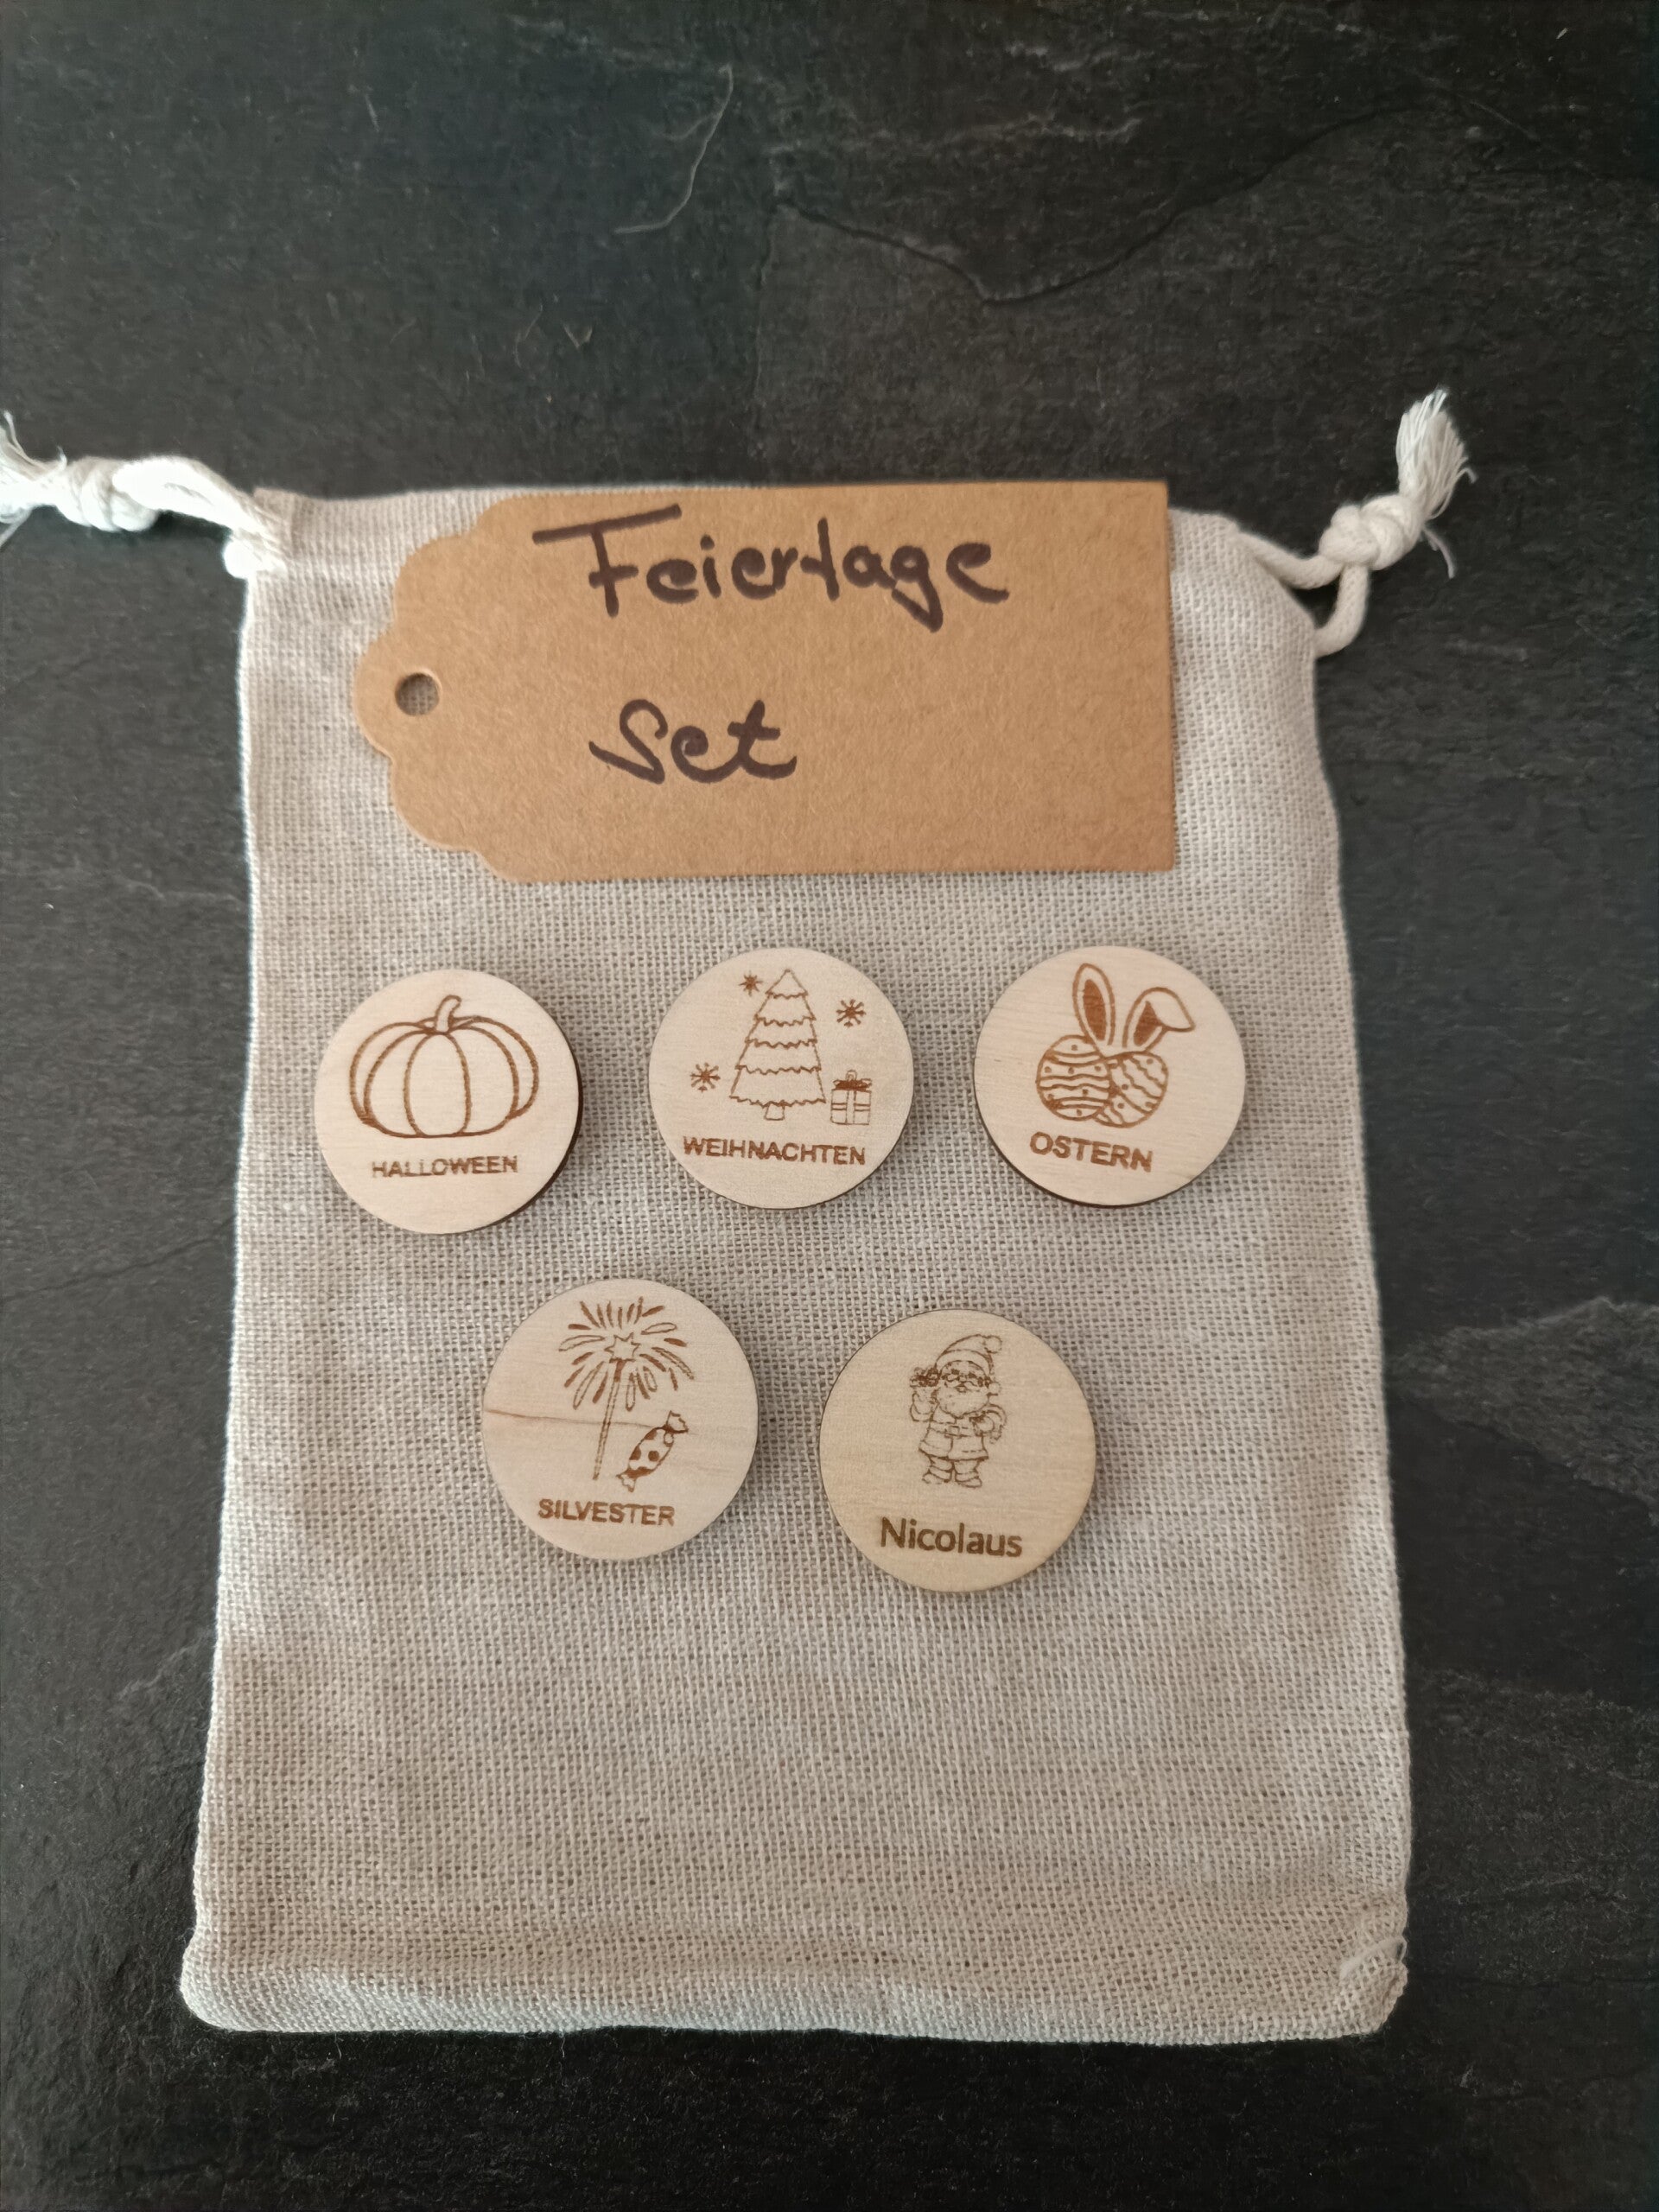 Feiertage
Set
HALLOWEEN
WEIHNACHTEN
OSTERN
SILVESTER
Nicolaus